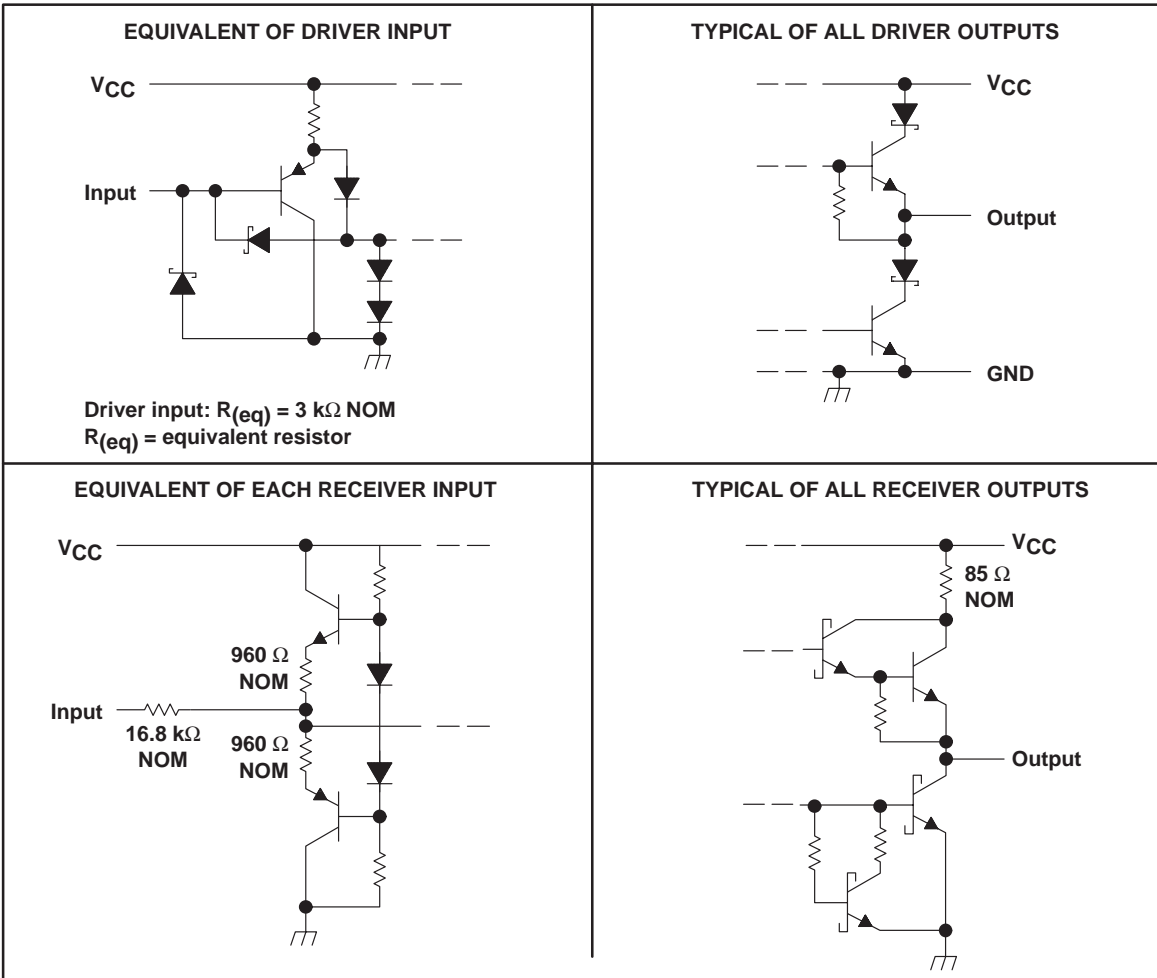 EQUIVALENT OF DRIVER INPUT
VCC
Input
Driver input: R(eq) = 3 kΩ NOM
R(eq) = equivalent resistor
TYPICAL OF ALL DRIVER OUTPUTS
VCC
Output
GND
EQUIVALENT OF EACH RECEIVER INPUT
VCC
960 Ω
NOM
Input
16.8 kΩ
NOM
960 Ω
NOM
TYPICAL OF ALL RECEIVER OUTPUTS
VCC
85 Ω
NOM
Output